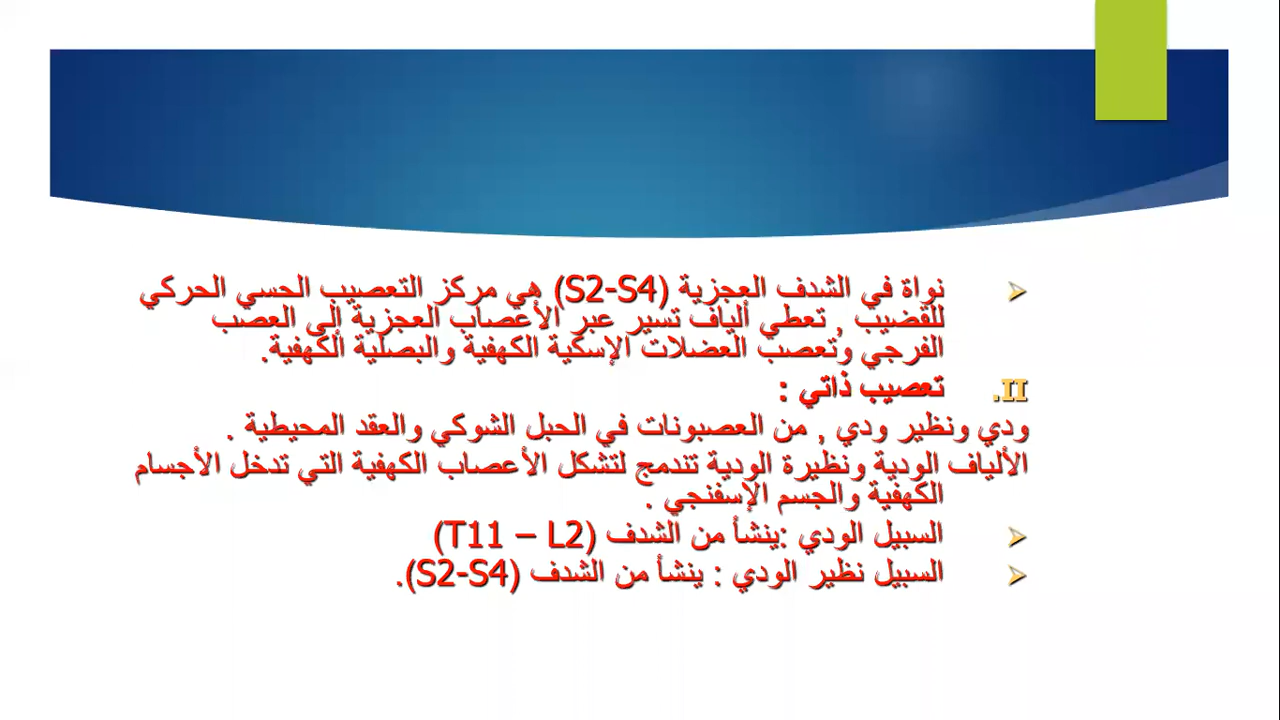 نواة في الشدف العجزية (S2-S4) هي مركز التعصيب الحسي الحركي
للقضيب , تعطي ألياف تسير عبر الأعصاب العجزية إلى العصب
الفرجي وتعصب العضلات الإسكية الكهفية والبصلية الكهفية.
II. تعصيب ذاتي :
ودي ونظير ودي , من العصبونات في الحبل الشوكي والعقد المحيطية .
الألياف الودية ونظيرة الودية تندمج لتشكل الأعصاب الكهفية التي تدخل الأجسام
الكهفية والجسم الإسفنجي .
السبيل الودي :ينشأ من الشدف (T11 – L2)
السبيل نظير الودي : ينشأ من الشدف (S2-S4).